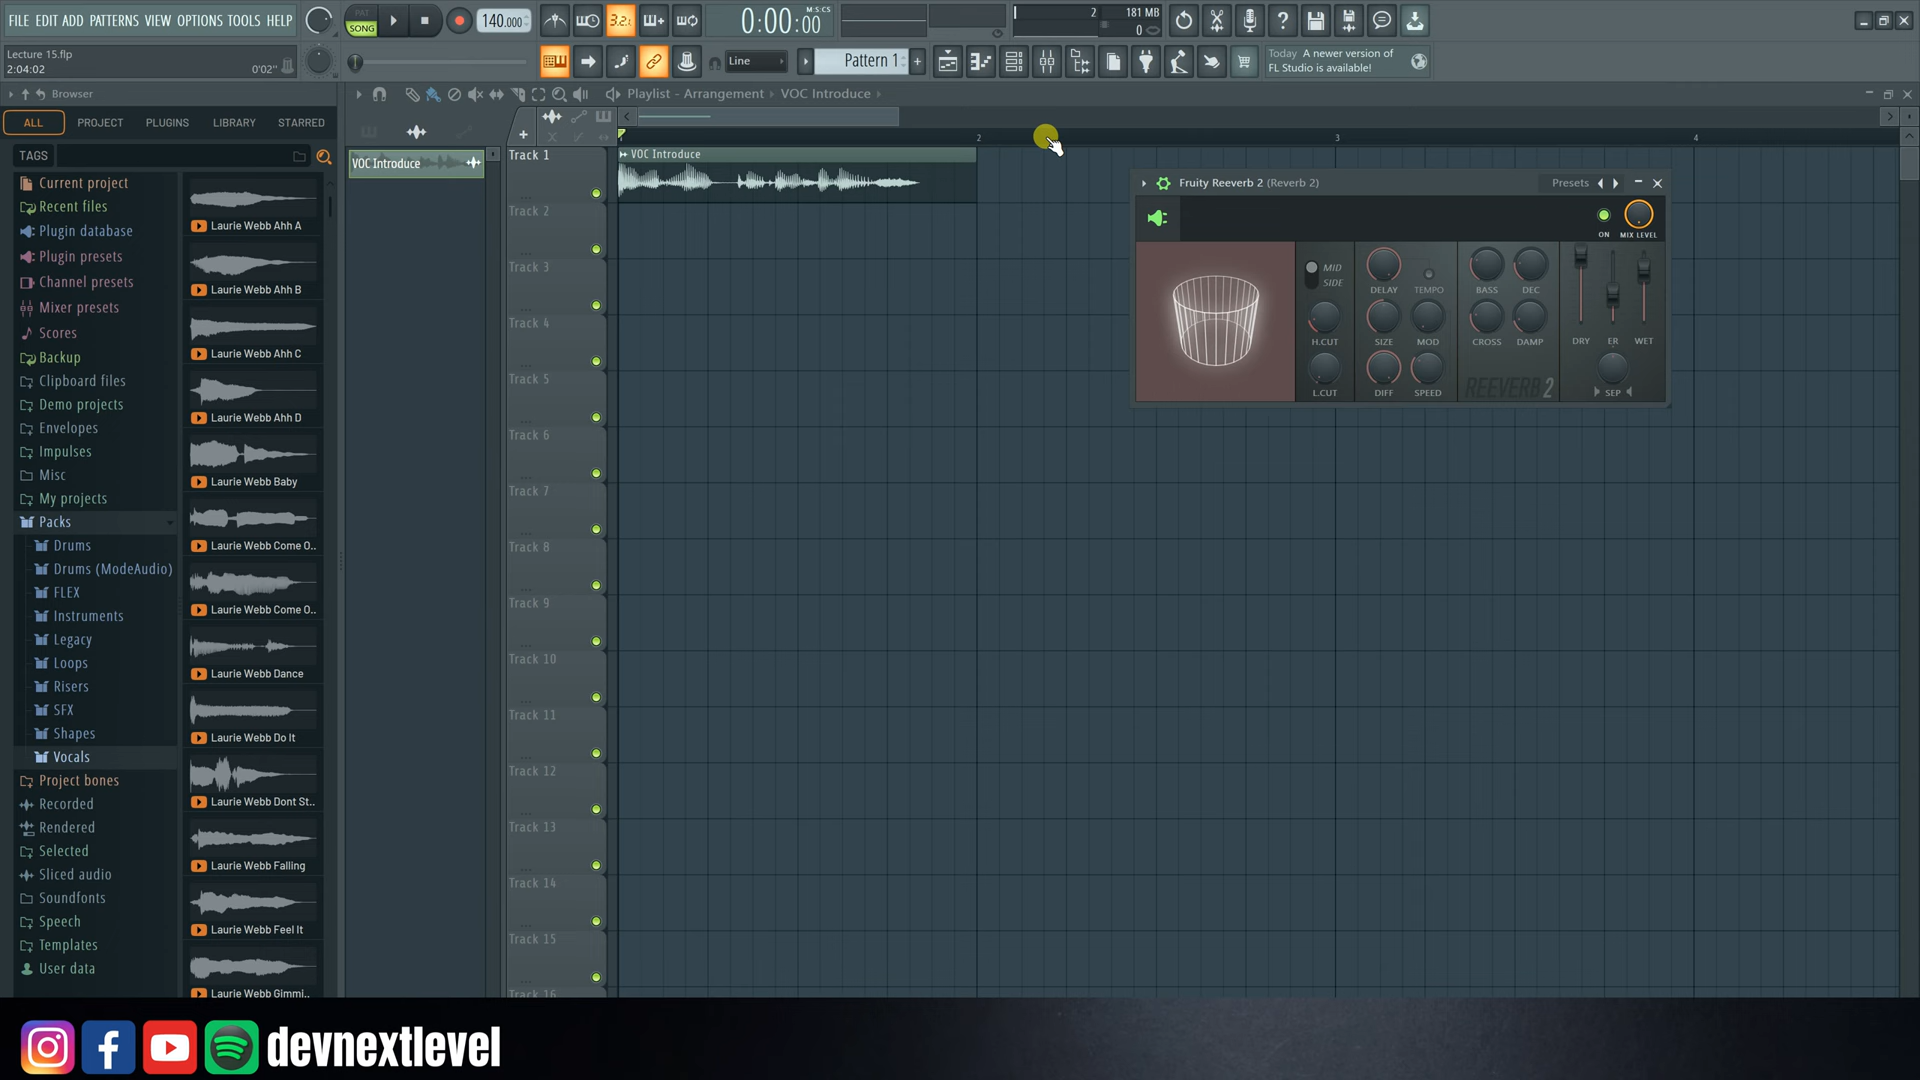 FILE EDIT ADD PATTERNS VIEW OPTIONS TOOLS HELP
PAT
SONG
140.000
3.2.
0:00:00
M:S:CS
2
181 MB
0
Lecture 15.flp
2:04:02
0'02"
Line
Pattern 1
Today A newer version of
FL Studio is available!
Browser
Playlist - Arrangement
VOC Introduce
ALL
PROJECT
PLUGINS
LIBRARY
STARRED
TAGS
Current project
Recent files
Plugin database
Plugin presets
Channel presets
Mixer presets
Scores
Backup
Clipboard files
Demo projects
Envelopes
Impulses
Misc
My projects
Packs
Drums
Drums (ModeAudio)
FLEX
Instruments
Legacy
Loops
Risers
SFX
Shapes
Vocals
Project bones
Recorded
Rendered
Selected
Sliced audio
Soundfonts
Speech
Templates
User data
Laurie Webb Ahh A
Laurie Webb Ahh B
Laurie Webb Ahh C
Laurie Webb Ahh D
Laurie Webb Baby
Laurie Webb Come O..
Laurie Webb Come O..
Laurie Webb Dance
Laurie Webb Do It
Laurie Webb Dont St..
Laurie Webb Falling
Laurie Webb Feel It
Laurie Webb Gimmi..
VOC Introduce
2
3
4
Track 1
VOC Introduce
Track 2
Track 3
Track 4
Track 5
Track 6
Track 7
Track 8
Track 9
Track 10
Track 11
Track 12
Track 13
Track 14
Track 15
Track 16
Fruity Reeverb 2 (Reverb 2)
Presets
ON
MIX LEVEL
MID
SIDE
DELAY
TEMPO
BASS
DEC
H.CUT
SIZE
MOD
CROSS
DAMP
DRY
ER
WET
L.CUT
DIFF
SPEED
REEVERB 2
SEP
devnextlevel